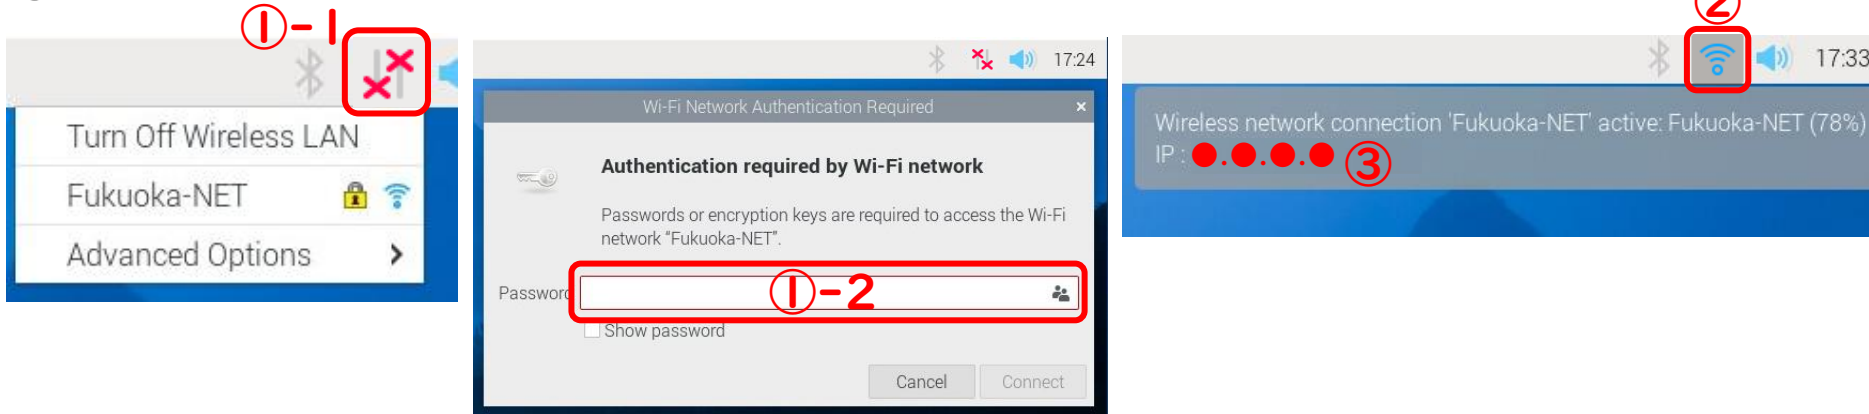 ①-1
Turn Off Wireless LAN
Fukuoka-NET
Advanced Options
17:24
Wi-Fi Network Authentication Required
Authentication required by Wi-Fi network
Passwords or encryption keys are required to access the Wi-Fi
network “Fukuoka-NET”.
Password
①-2
Show password
Cancel
Connect
②
17:33
Wireless network connection 'Fukuoka-NET' active: Fukuoka-NET (78%)
IP : ●.●.●.● ③